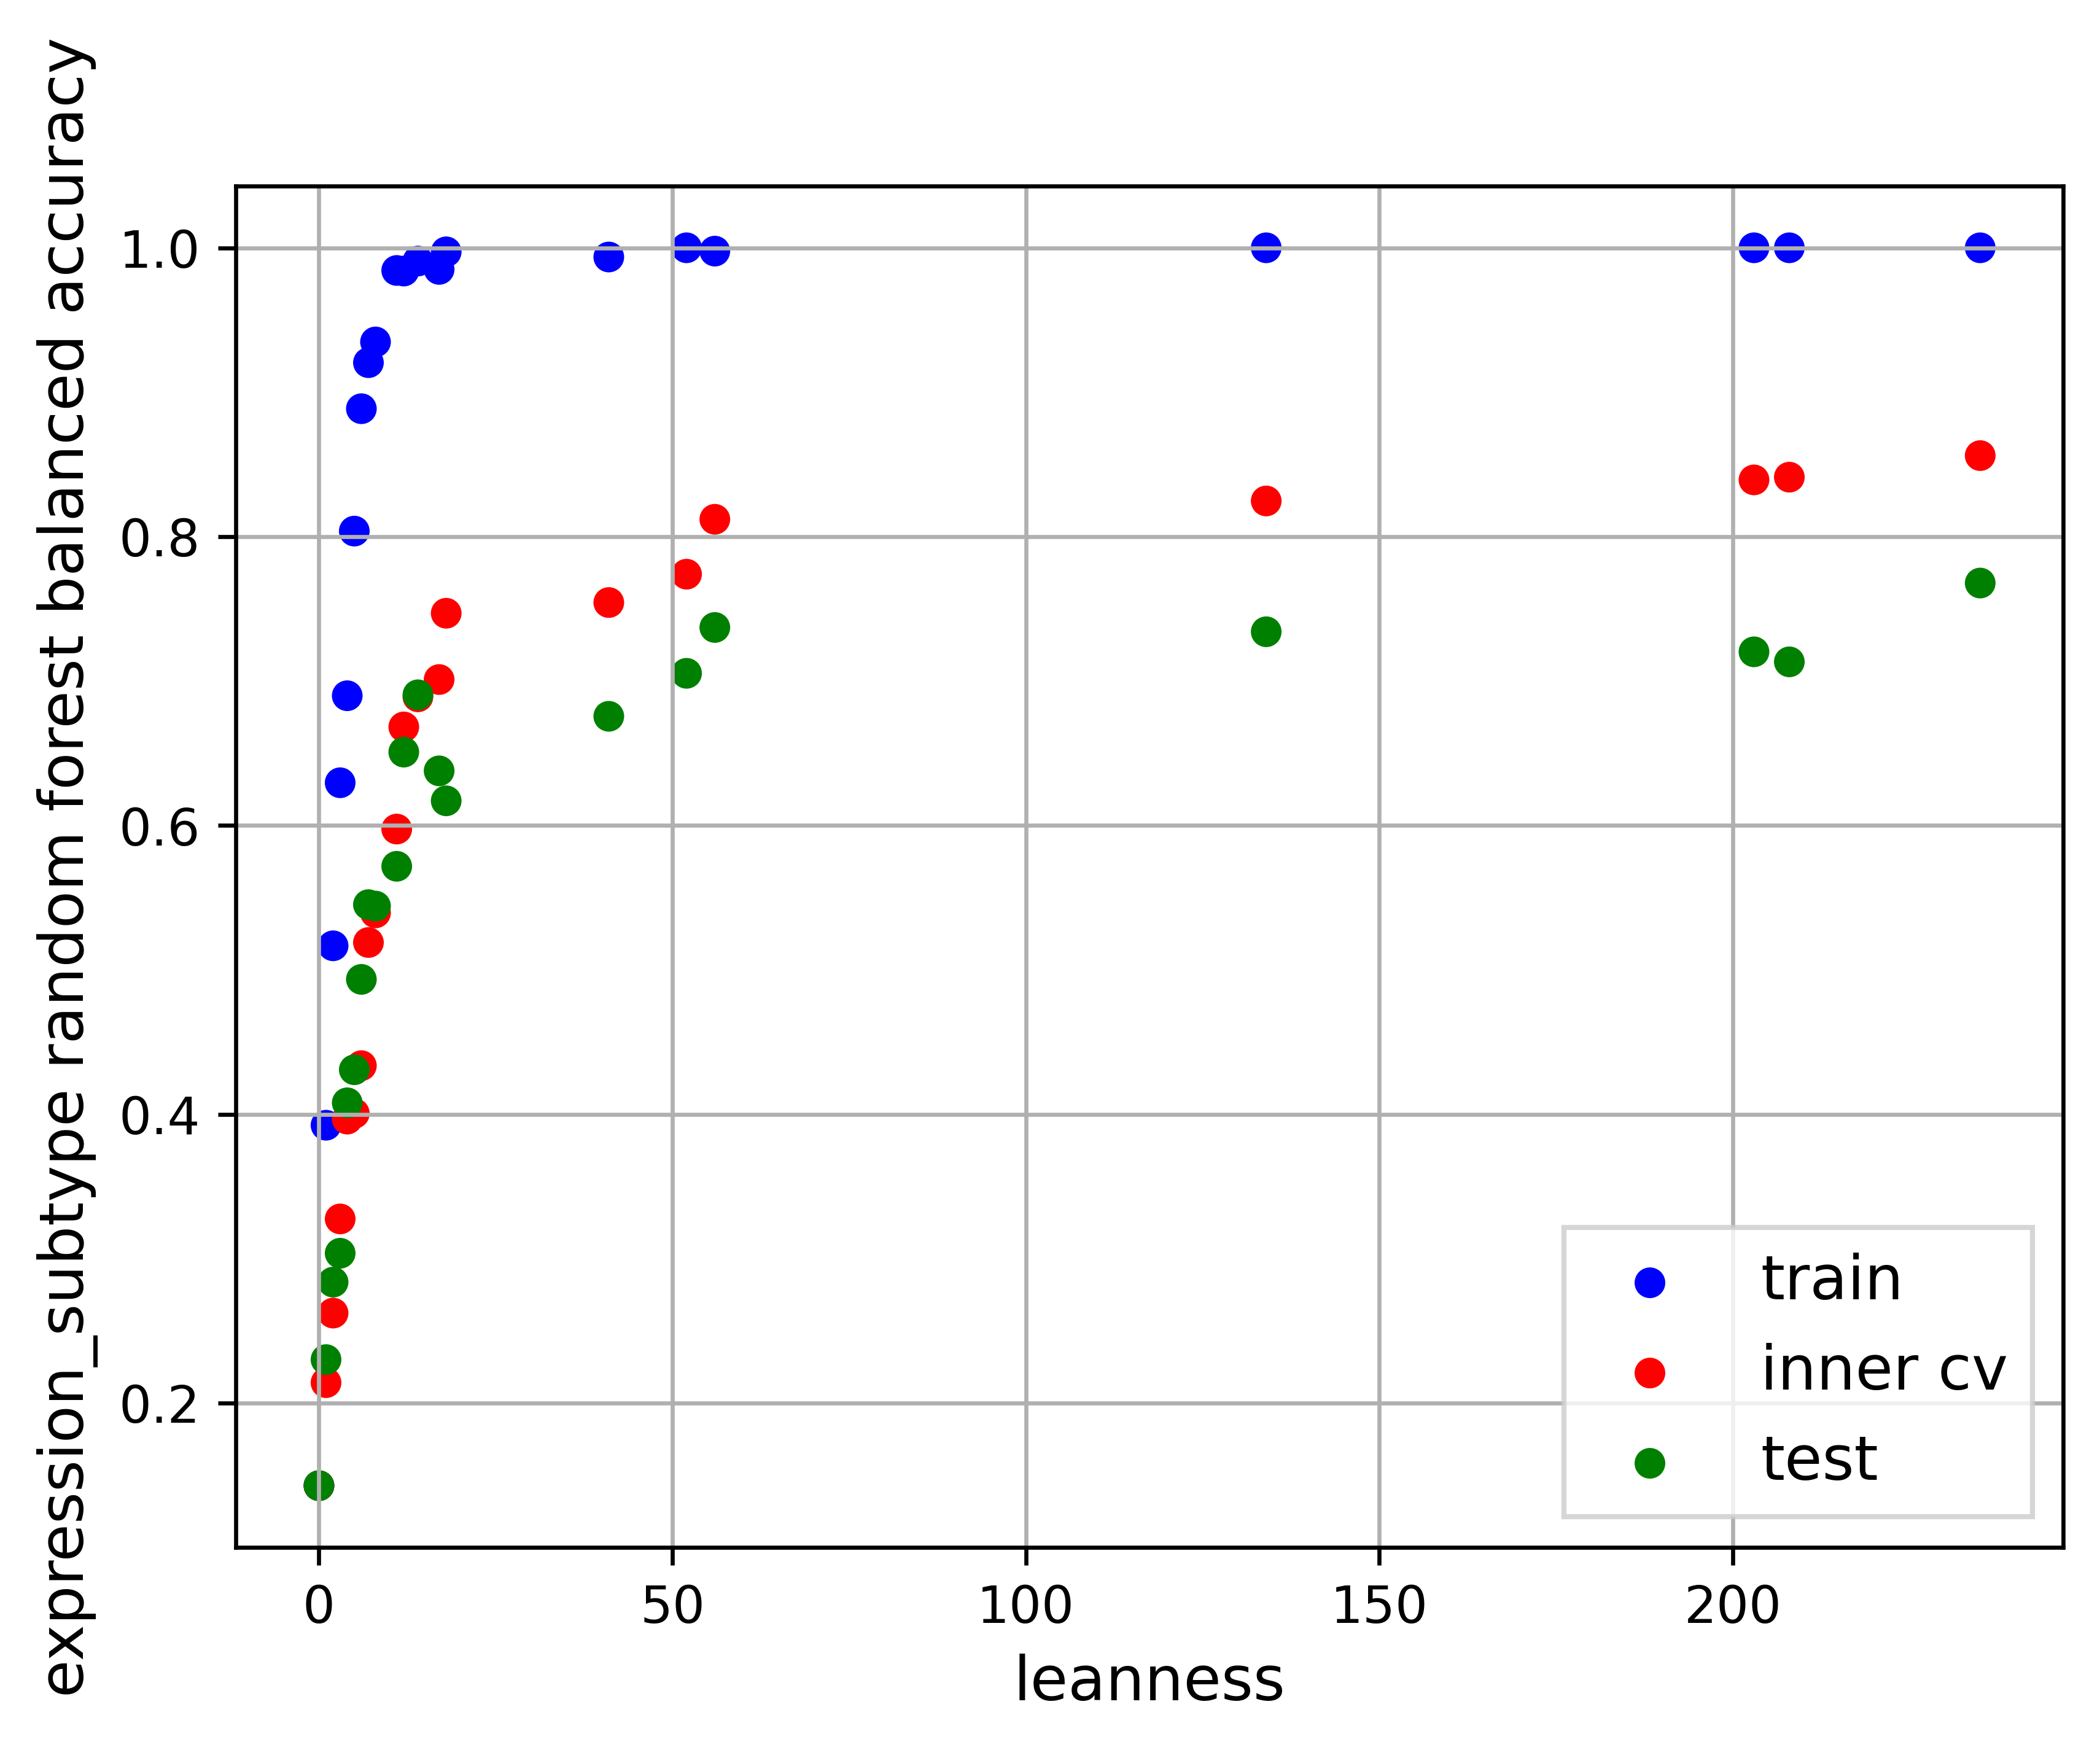 expression_subtype random forest balanced accuracy
1.0
0.8
0.6
0.4
0.2
0 50 100 150 200
leanness
train
inner cv
test